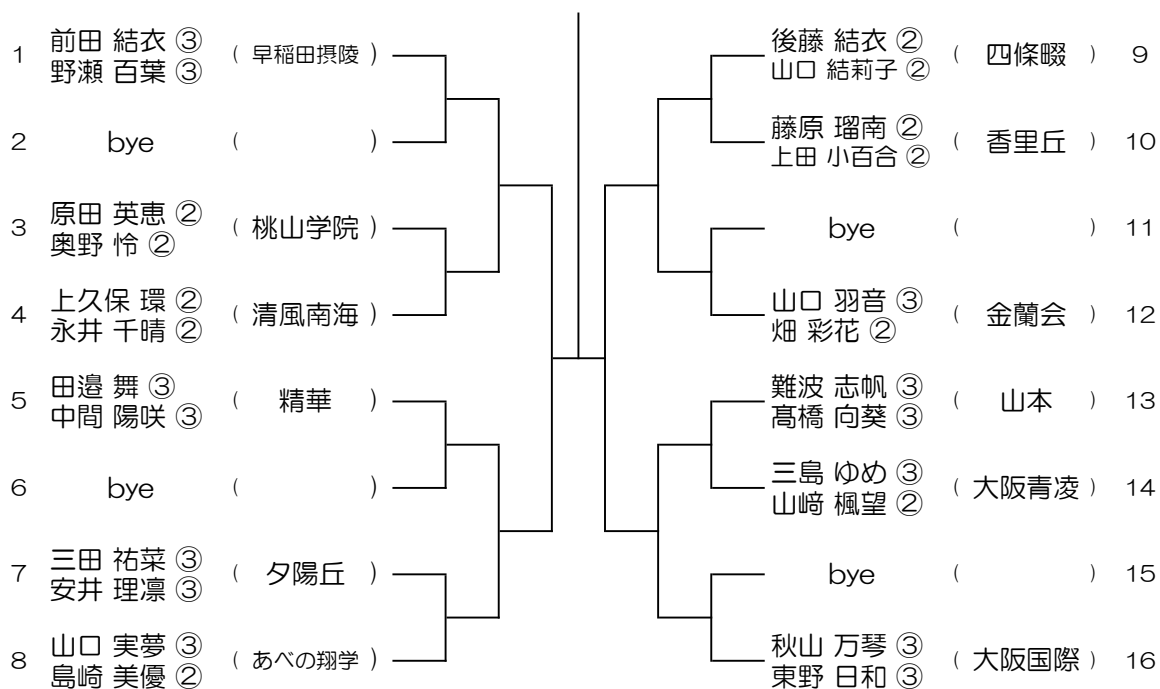 1 前田 結衣 ③ ( 早稲田摂陵 )
野瀬 百葉 ③
2 bye ( )
3 原田 英恵 ② ( 桃山学院 )
奥野 怜 ②
4 上久保 環 ② ( 清風南海 )
永井 千晴 ②
5 田邉 舞 ③ ( 精華 )
中間 陽咲 ③
6 bye ( )
7 三田 祐菜 ③ ( 夕陽丘 )
安井 理凛 ③
8 山口 実夢 ③ ( あべの翔学 )
島崎 美優 ②
後藤 結衣 ② ( 四條畷 ) 9
山口 結莉子 ②
藤原 瑠南 ② ( 香里丘 ) 10
上田 小百合 ②
bye ( ) 11
山口 羽音 ③ ( 金蘭会 ) 12
畑 彩花 ②
難波 志帆 ③ ( 山本 ) 13
髙橋 向葵 ③
三島 ゆめ ③ ( 大阪青凌 ) 14
山﨑 楓望 ②
bye ( ) 15
秋山 万琴 ③ ( 大阪国際 ) 16
東野 日和 ③